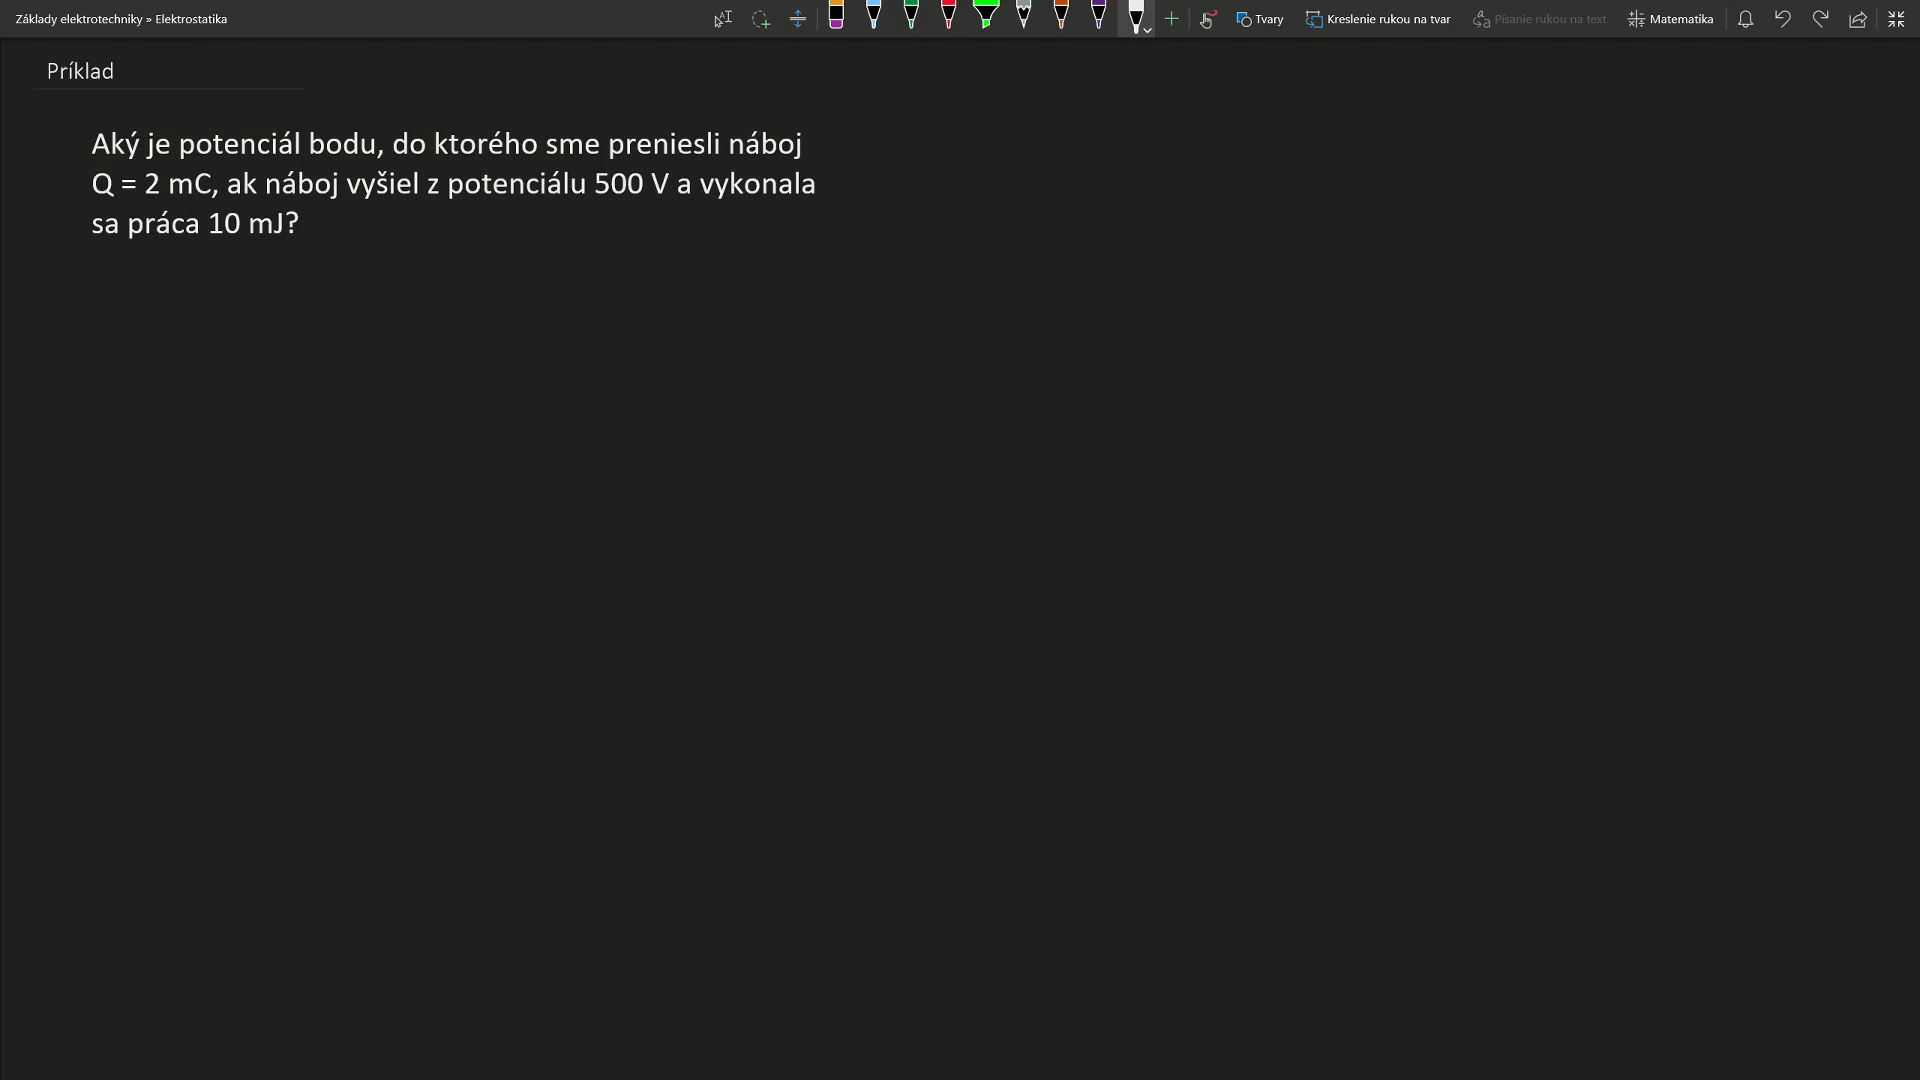 Základy elektrotechniky » Elektrostatika
Tvary
Kreslenie rukou na tvar
Písanie rukou na text
Matematika
Príklad
Aký je potenciál bodu, do ktorého sme preniesli náboj
Q = 2 mC, ak náboj vyšiel z potenciálu 500 V a vykonala
sa práca 10 mJ?